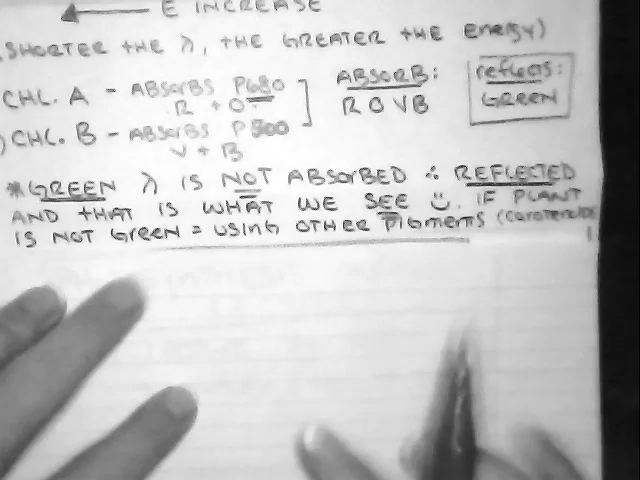 E INCREASE
SHORTER THE λ, THE GREATER THE ENERGY)
CHL. A - ABSORBS P680
R + O
CHL. B - ABSORBS P500
V + B
ABSORB:
R O V B
reflects:
GREEN
*GREEN λ IS NOT ABSORBED ∴ REFLECTED
AND THAT IS WHAT WE SEE ☺. IF PLANT
IS NOT GREEN = USING OTHER PIGMENTS